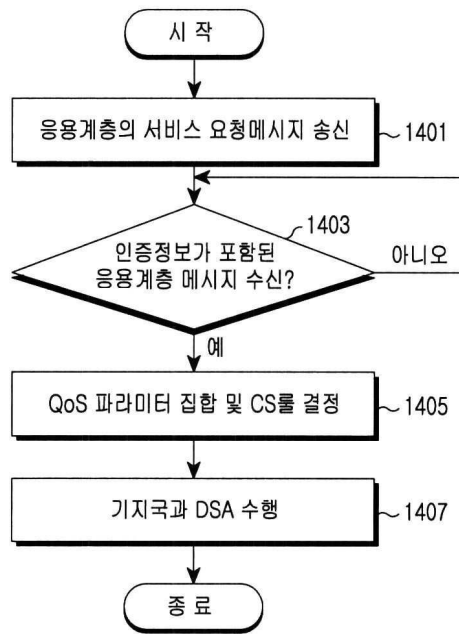 시 작
응용계층의 서비스 요청메시지 송신
1401
1403
인증정보가 포함된
응용계층 메시지 수신?
아니오
예
QoS 파라미터 집합 및 CS룰 결정
1405
기지국과 DSA 수행
1407
종 료